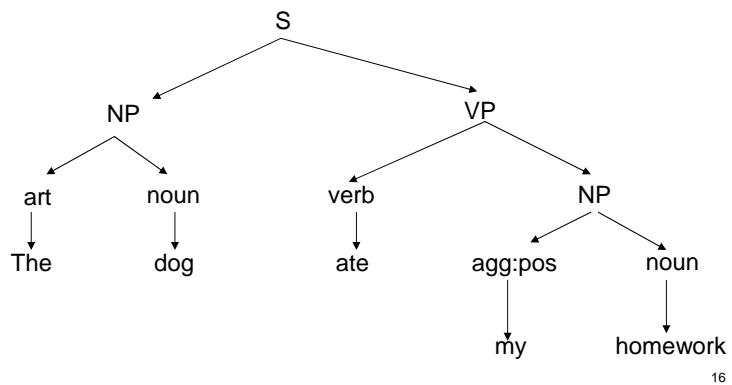 S
NP VP
art noun verb NP
The dog ate agg:pos noun
my homework
16